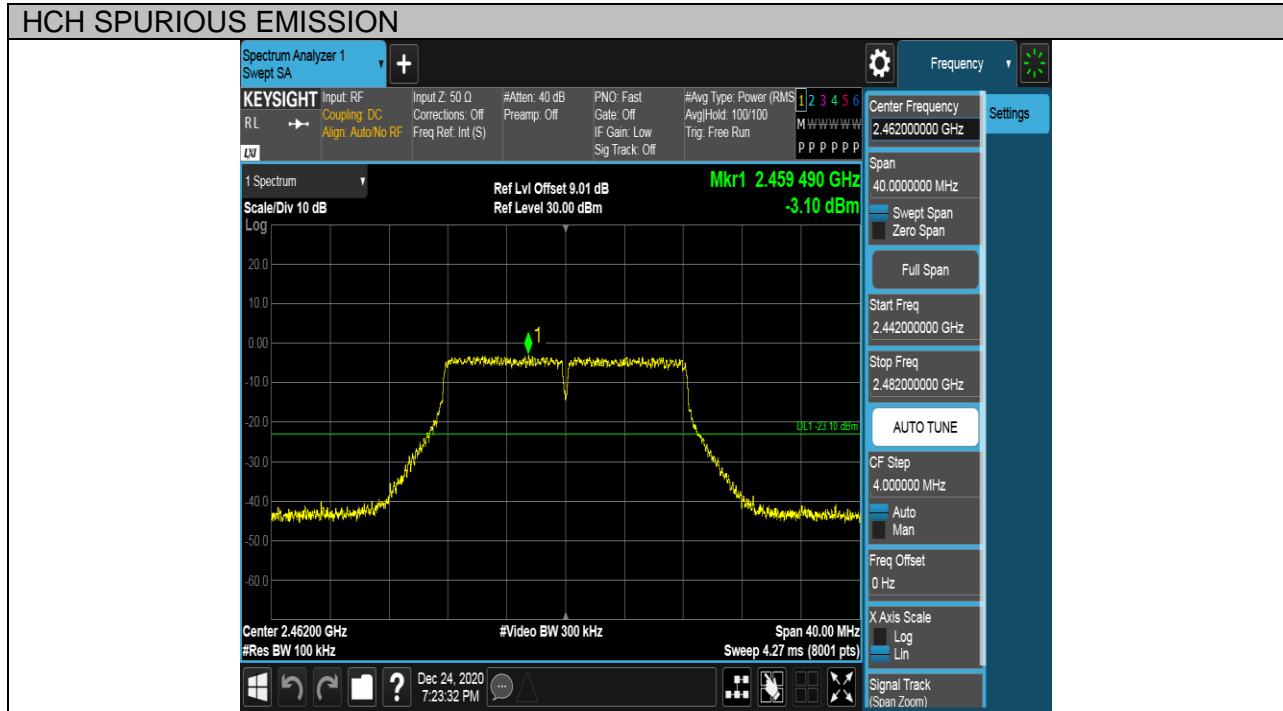 HCH SPURIOUS EMISSION
Spectrum Analyzer 1
Swept SA
Frequency
KEYSIGHT
RL
LXI
Input: RF
Coupling: DC
Align: Auto/No RF
Input Z: 50 Ω
Corrections: Off
Freq Ref: Int (S)
#Atten: 40 dB
Preamp: Off
PNO: Fast
Gate: Off
IF Gain: Low
Sig Track: Off
#Avg Type: Power (RMS
Avg|Hold: 100/100
Trig: Free Run
1 2 3 4 5 6
M W W W W W
P P P P P P
1 Spectrum
Scale/Div 10 dB
Ref Lvl Offset 9.01 dB
Ref Level 30.00 dBm
Mkr1 2.459 490 GHz
-3.10 dBm
Log
20.0
10.0
0.00
-10.0
-20.0
-30.0
-40.0
-50.0
-60.0
1
DL1 -23.10 dBm
Center 2.46200 GHz
#Res BW 100 kHz
#Video BW 300 kHz
Span 40.00 MHz
Sweep 4.27 ms (8001 pts)
Center Frequency
2.462000000 GHz
Settings
Span
40.0000000 MHz
Swept Span
Zero Span
Full Span
Start Freq
2.442000000 GHz
Stop Freq
2.482000000 GHz
AUTO TUNE
CF Step
4.000000 MHz
Auto
Man
Freq Offset
0 Hz
X Axis Scale
Log
Lin
Signal Track
(Span Zoom)
?
Dec 24, 2020
7:23:32 PM